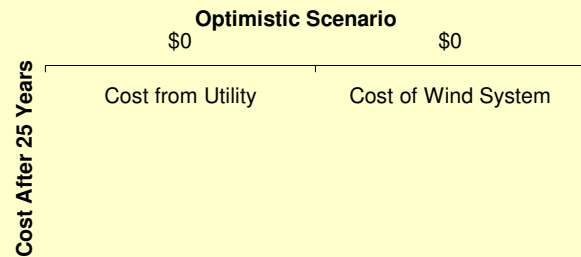 Optimistic Scenario
$0 $0
Cost from Utility Cost of Wind System
Cost After 25 Years